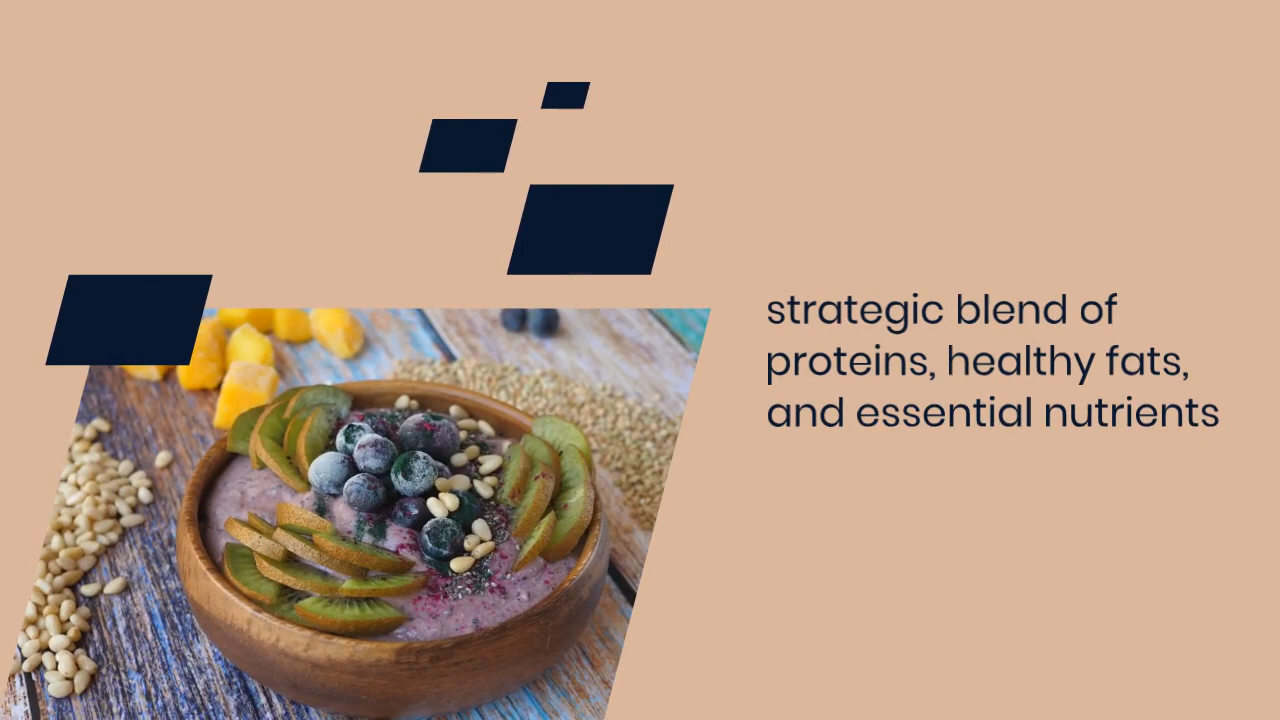 strategic blend of
proteins, healthy fats,
and essential nutrients